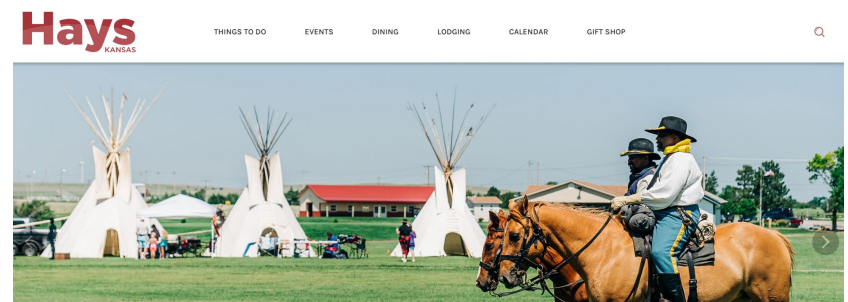 Hays
KANSAS
THINGS TO DO
EVENTS
DINING
LODGING
CALENDAR
GIFT SHOP